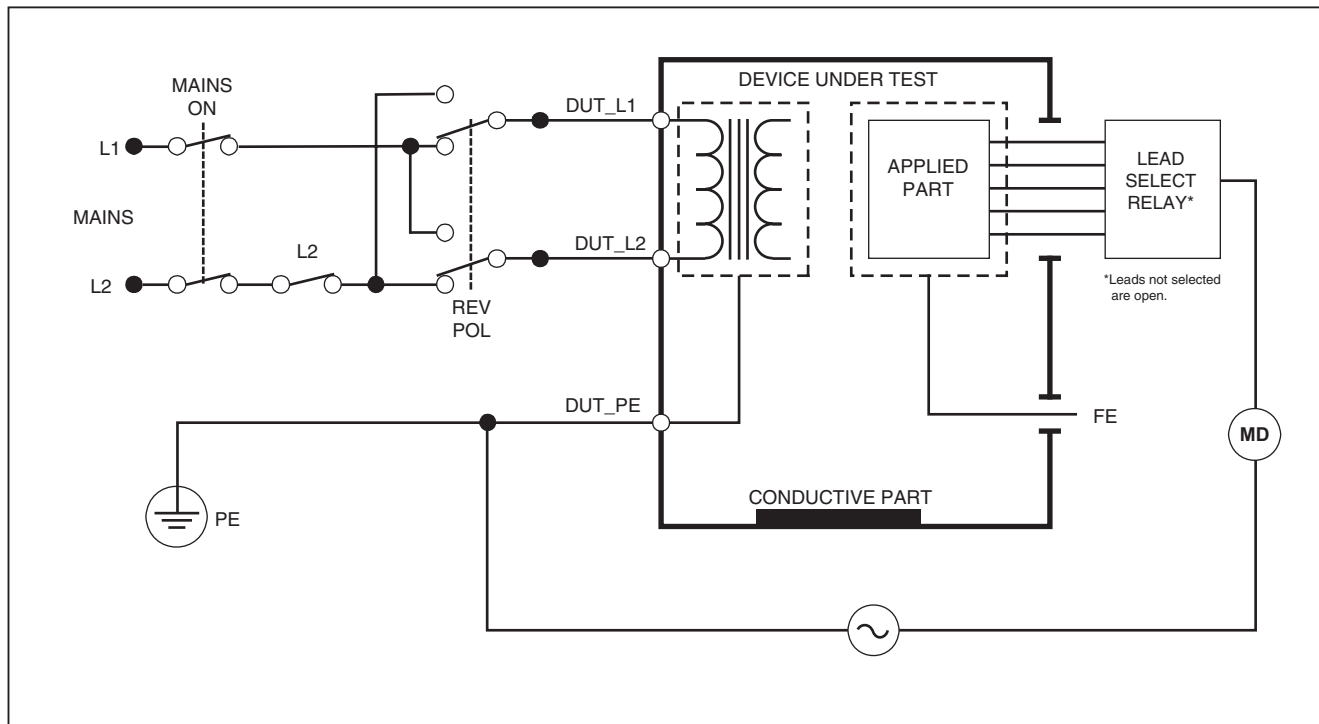 MAINS
ON
L1
MAINS
L2
L2
REV
POL
DUT_L1
DUT_L2
DUT_PE
PE
DEVICE UNDER TEST
APPLIED
PART
LEAD
SELECT
RELAY*
*Leads not selected
are open.
FE
MD
CONDUCTIVE PART